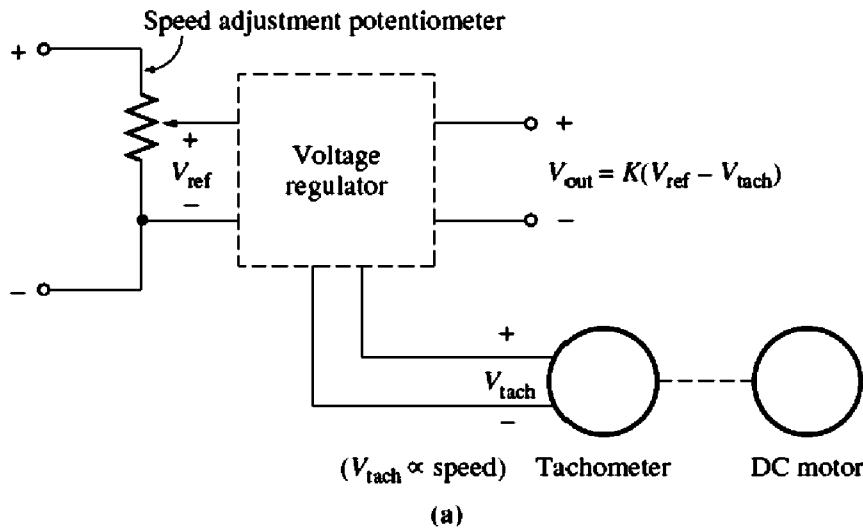 Speed adjustment potentiometer
+
+
V_ref
−
−
Voltage
regulator
+
V_out = K(V_ref − V_tach)
−
+
V_tach
−
(V_tach ∝ speed)
Tachometer
DC motor
(a)